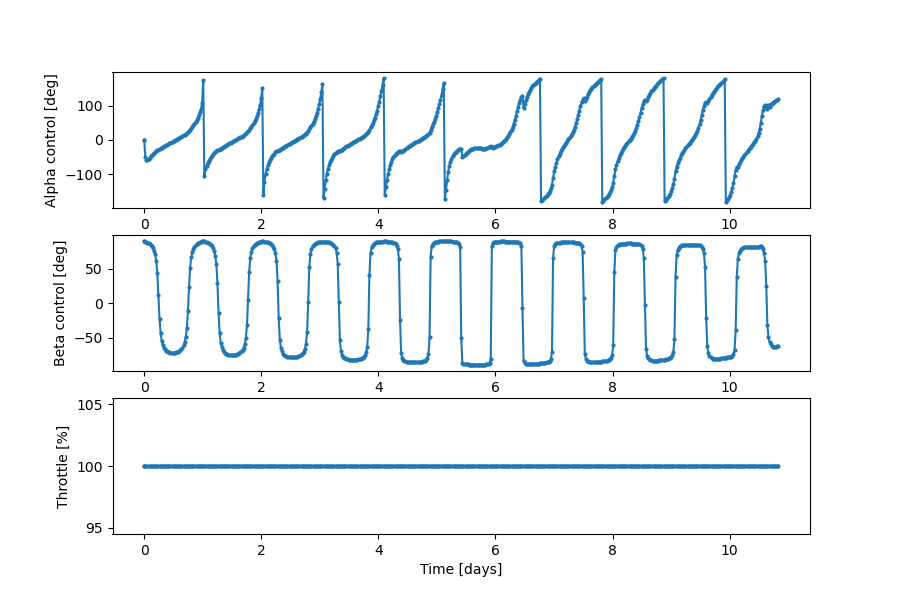 Alpha control [deg]
100
0
−100
0 2 4 6 8 10
Beta control [deg]
50
0
−50
0 2 4 6 8 10
Throttle [%]
105
100
95
0 2 4 6 8 10
Time [days]